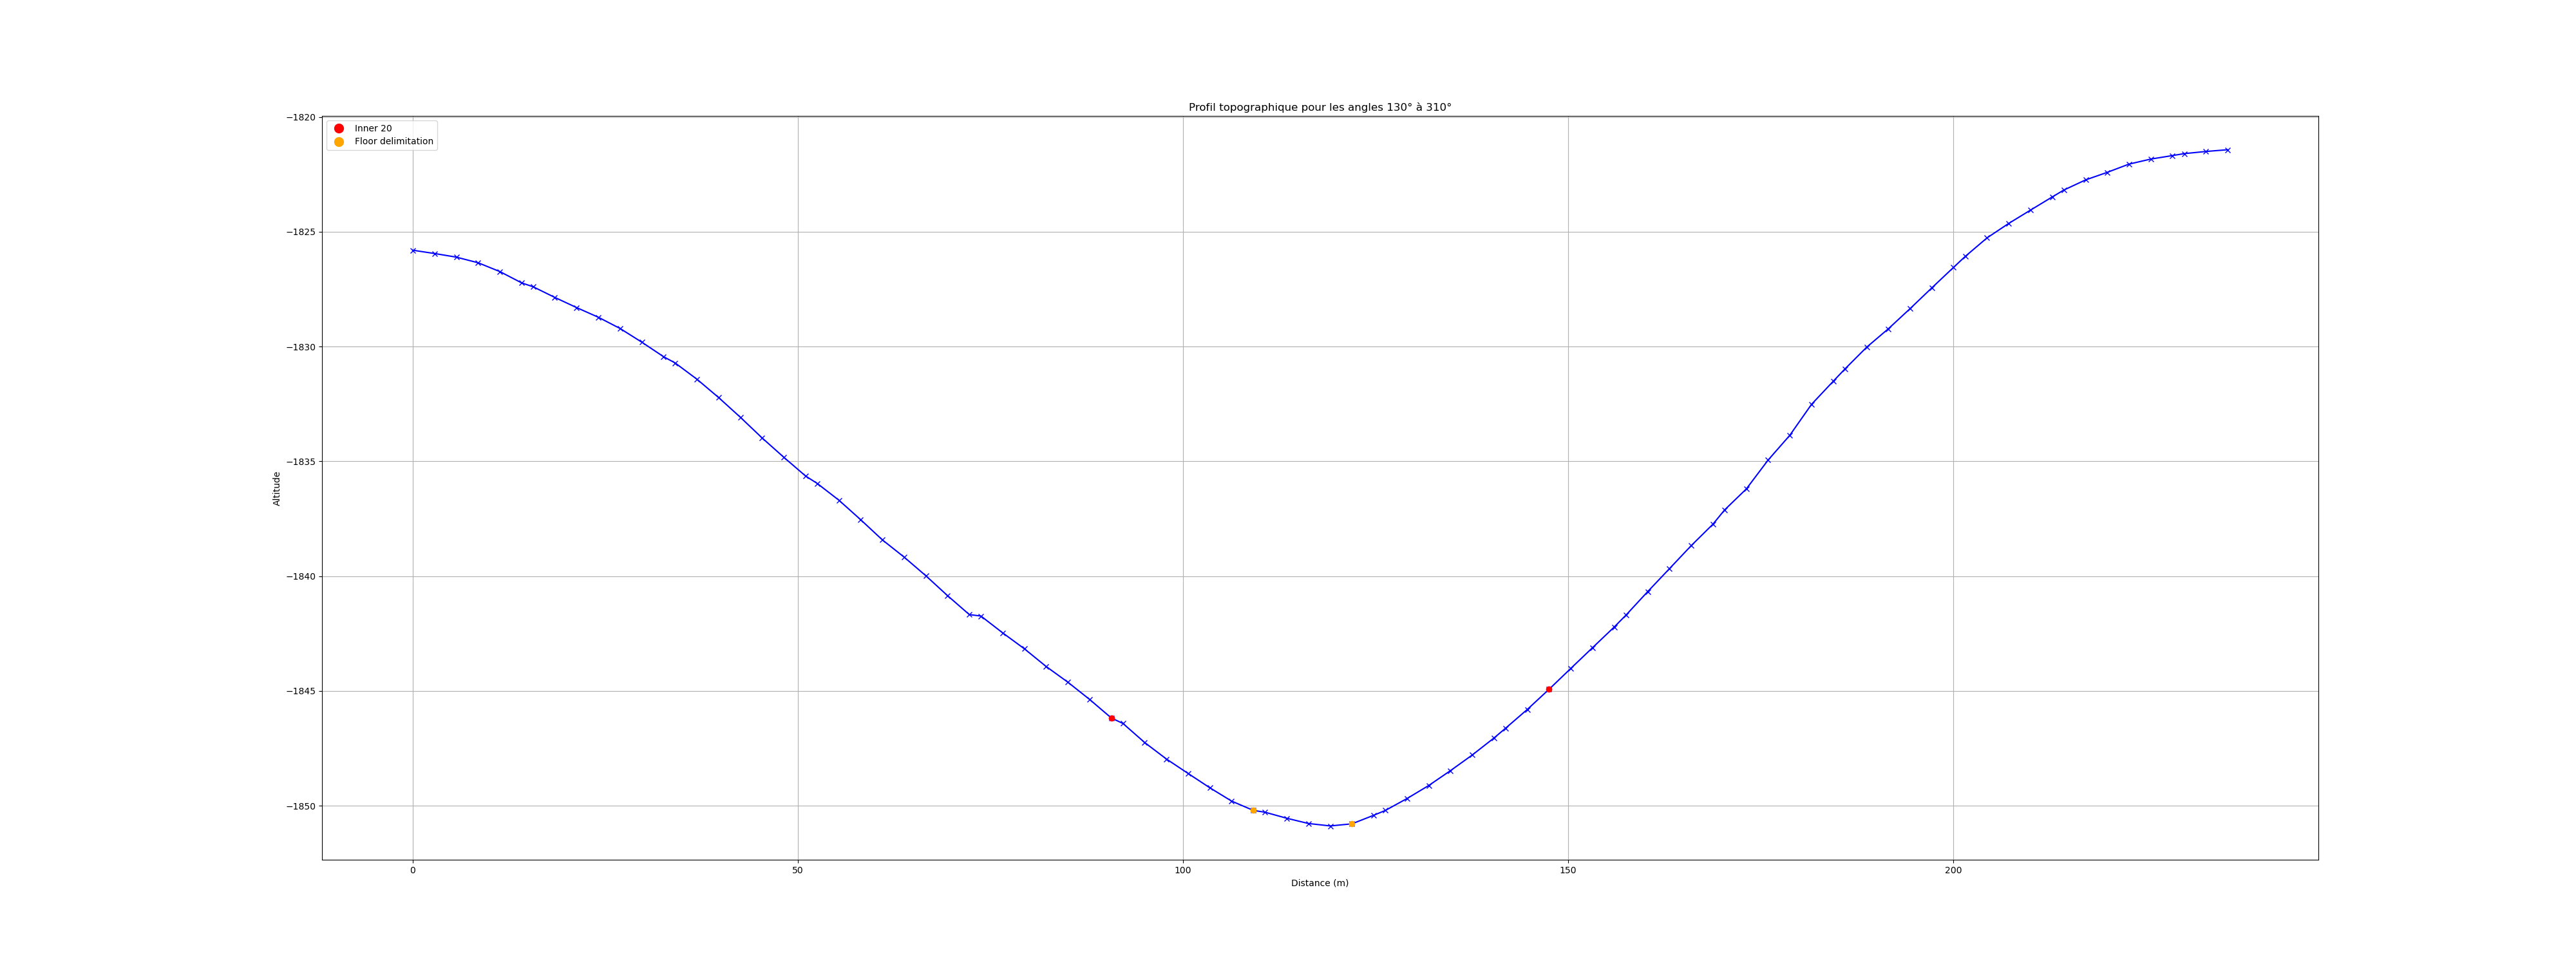 Profil topographique pour les angles 130° à 310°
Inner 20
Floor delimitation
Altitude
−1820
−1825
−1830
−1835
−1840
−1845
−1850
0
50
100
150
200
Distance (m)